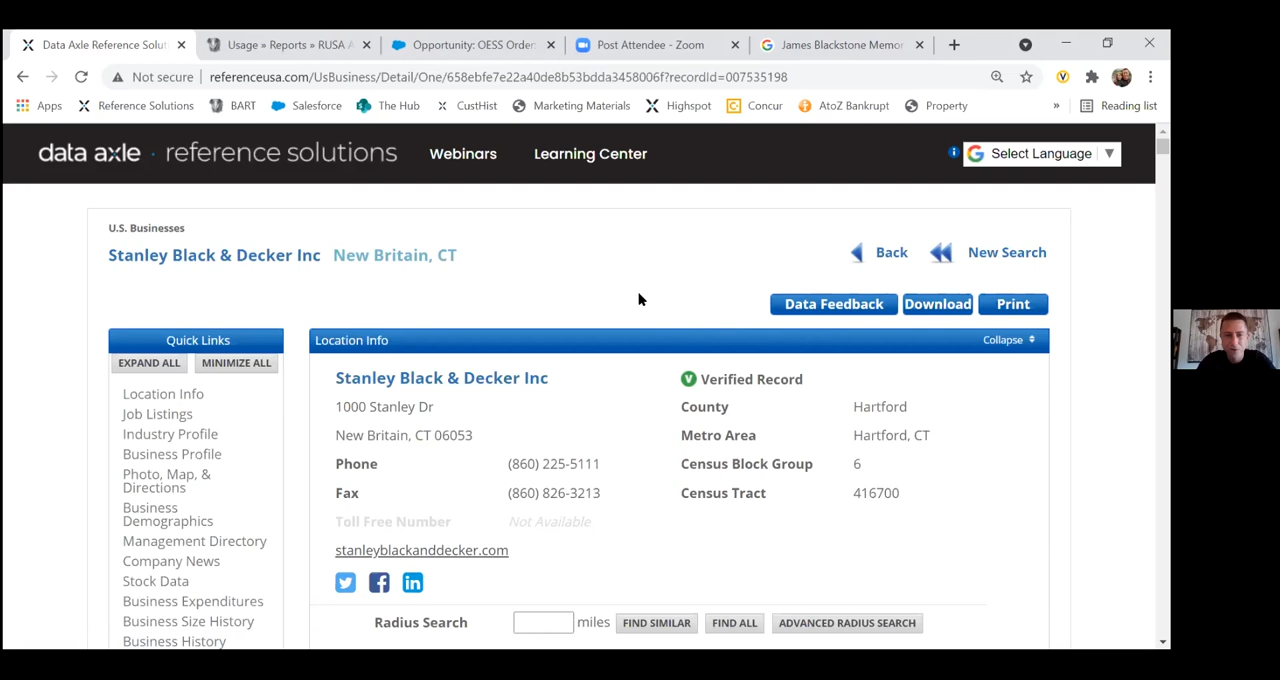 Data Axle Reference Soluti
Usage » Reports » RUSA A
Opportunity: OESS Order:
Post Attendee - Zoom
James Blackstone Memor
Not secure
referenceusa.com/UsBusiness/Detail/One/658ebfe7e22a40de8b53bdda3458006f?recordId=007535198
Apps
Reference Solutions
BART
Salesforce
The Hub
CustHist
Marketing Materials
Highspot
Concur
AtoZ Bankrupt
Property
»
Reading list
data axle · reference solutions
Webinars
Learning Center
Select Language
U.S. Businesses
Stanley Black & Decker Inc New Britain, CT
Back
New Search
Data Feedback
Download
Print
Quick Links
EXPAND ALL
MINIMIZE ALL
Location Info
Job Listings
Industry Profile
Business Profile
Photo, Map, &
Directions
Business
Demographics
Management Directory
Company News
Stock Data
Business Expenditures
Business Size History
Business History
Location Info
Collapse
Stanley Black & Decker Inc
1000 Stanley Dr
New Britain, CT 06053
Phone (860) 225-5111
Fax (860) 826-3213
Toll Free Number Not Available
stanleyblackanddecker.com
Verified Record
County Hartford
Metro Area Hartford, CT
Census Block Group 6
Census Tract 416700
Radius Search miles FIND SIMILAR FIND ALL ADVANCED RADIUS SEARCH